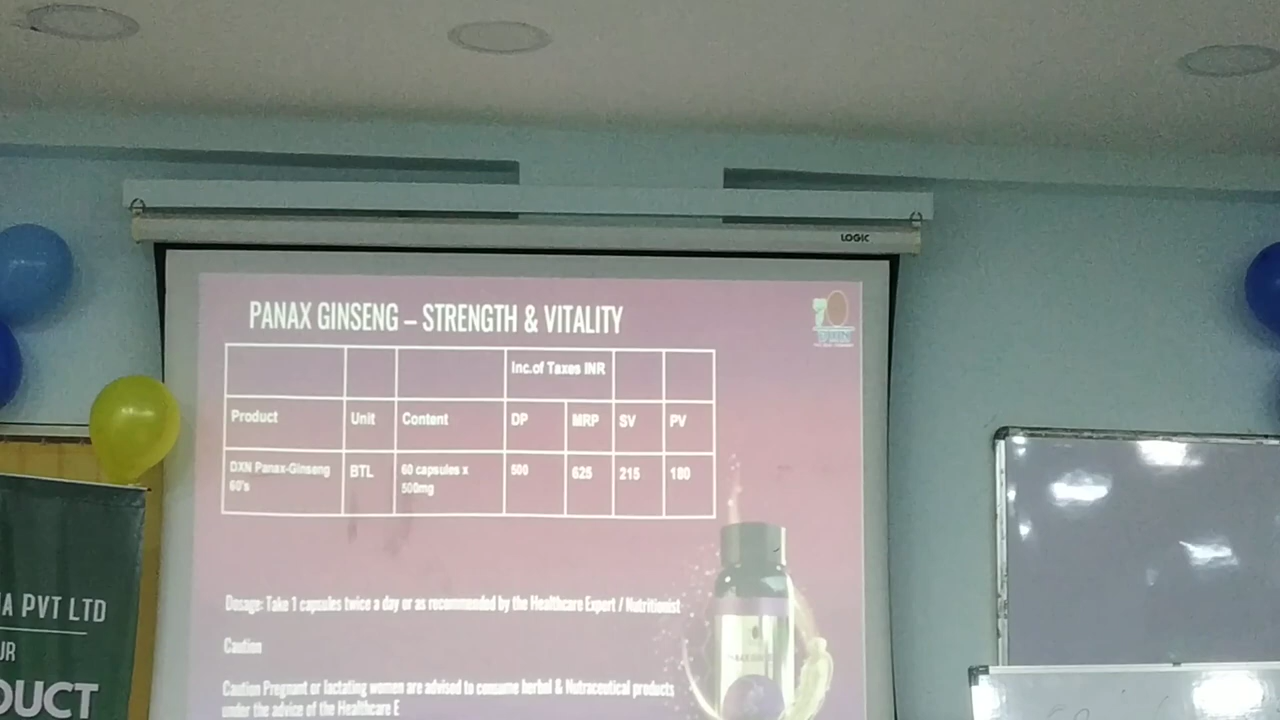 LOGIC
PANAX GINSENG – STRENGTH & VITALITY
DXN
Inc.of Taxes INR
Product Unit Content DP MRP SV PV
DXN Panax-Ginseng 60's BTL 60 capsules x 500mg 500 625 215 180
Dosage: Take 1 capsules twice a day or as recommended by the Healthcare Expert / Nutritionist
Caution
Caution Pregnant or lactating women are advised to consume herbal & Nutraceutical products
under the advice of the Healthcare E
IA PVT LTD
UR
DUCT